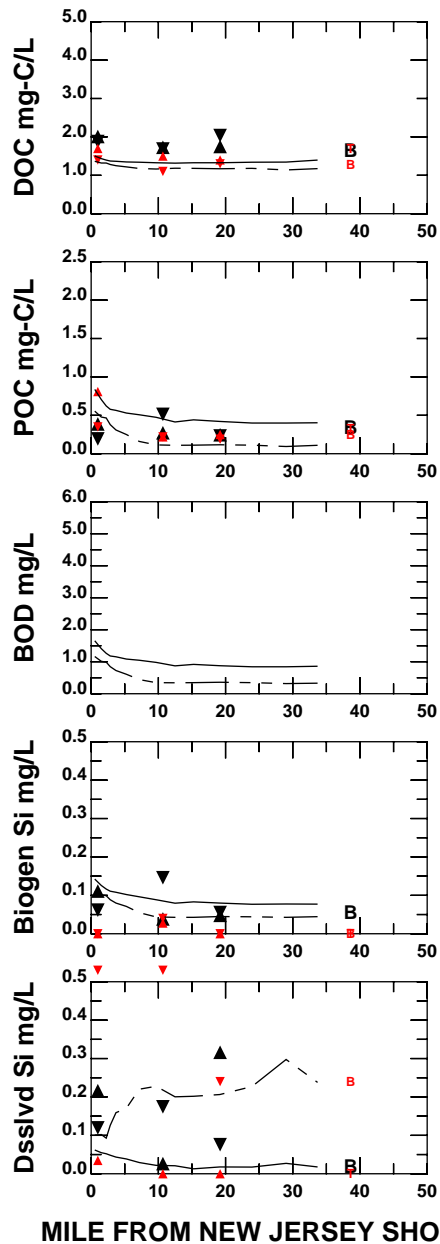 DOC mg-C/L
5.0
4.0
3.0
2.0
1.0
0.0
0 10 20 30 40 50
B
B
POC mg-C/L
2.5
2.0
1.5
1.0
0.5
0.0
0 10 20 30 40 50
B
B
BOD mg/L
6.0
5.0
4.0
3.0
2.0
1.0
0.0
0 10 20 30 40 50
Biogen Si mg/L
0.5
0.4
0.3
0.2
0.1
0.0
0 10 20 30 40 50
B
Dsslvd Si mg/L
0.5
0.4
0.3
0.2
0.1
0.0
0 10 20 30 40 50
B
B
MILE FROM NEW JERSEY SHO